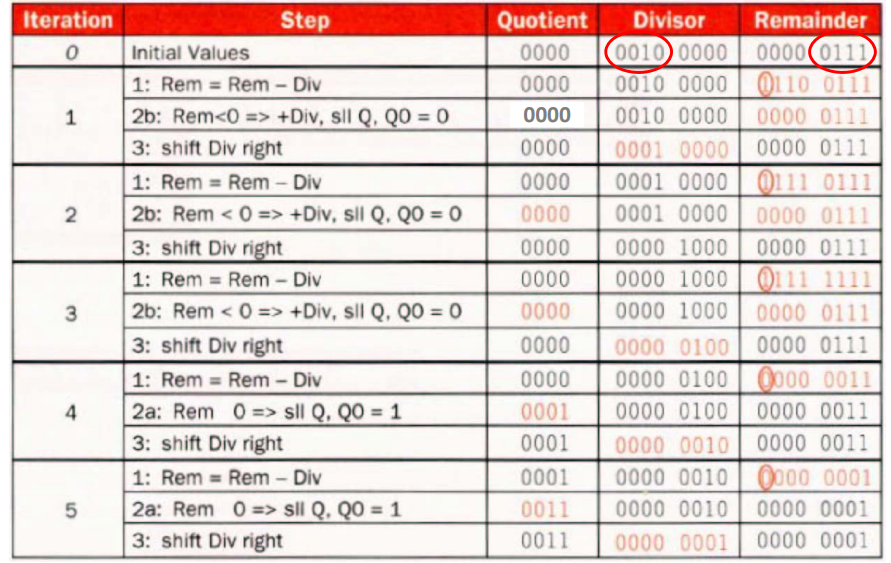 Iteration Step Quotient Divisor Remainder
0 Initial Values 0000 0010 0000 0000 0111
1: Rem = Rem – Div 0000 0010 0000 1110 0111
1 2b: Rem<0 => +Div, sll Q, Q0 = 0 0000 0010 0000 0000 0111
3: shift Div right 0000 0001 0000 0000 0111
1: Rem = Rem – Div 0000 0001 0000 1111 0111
2 2b: Rem < 0 => +Div, sll Q, Q0 = 0 0000 0001 0000 0000 0111
3: shift Div right 0000 0000 1000 0000 0111
1: Rem = Rem – Div 0000 0000 1000 1111 1111
3 2b: Rem < 0 => +Div, sll Q, Q0 = 0 0000 0000 1000 0000 0111
3: shift Div right 0000 0000 0100 0000 0111
1: Rem = Rem – Div 0000 0000 0100 0000 0011
4 2a: Rem 0 => sll Q, Q0 = 1 0001 0000 0100 0000 0011
3: shift Div right 0001 0000 0010 0000 0011
1: Rem = Rem – Div 0001 0000 0010 0000 0001
5 2a: Rem 0 => sll Q, Q0 = 1 0011 0000 0010 0000 0001
3: shift Div right 0011 0000 0001 0000 0001